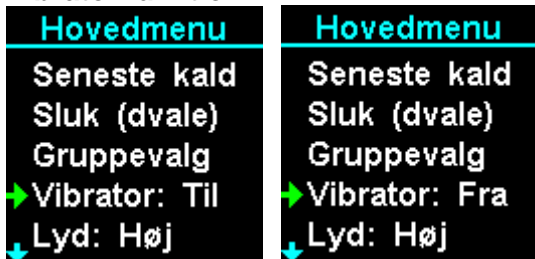 Hovedmenu
Seneste kald
Sluk (dvale)
Gruppevalg
Vibrator: Til
Lyd: Høj
Hovedmenu
Seneste kald
Sluk (dvale)
Gruppevalg
Vibrator: Fra
Lyd: Høj